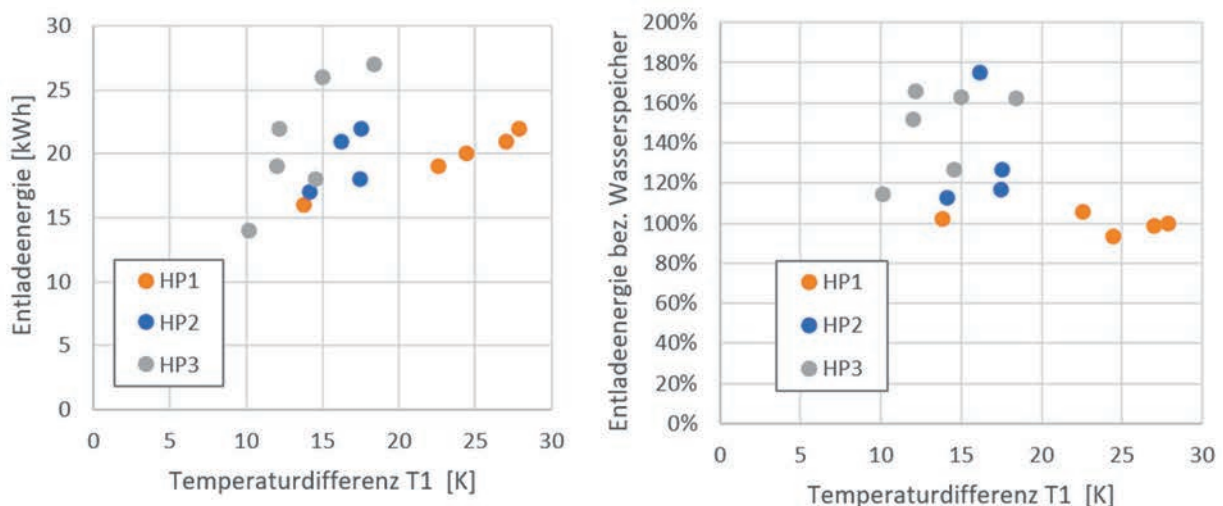 Entladeenergie [kWh]
30
25
20
15
10
5
0
HP1
HP2
HP3
0 5 10 15 20 25 30
Temperaturdifferenz T1 [K]
Entladeenergie bez. Wasserspeicher
200%
180%
160%
140%
120%
100%
80%
60%
40%
20%
0%
HP1
HP2
HP3
0 5 10 15 20 25 30
Temperaturdifferenz T1 [K]